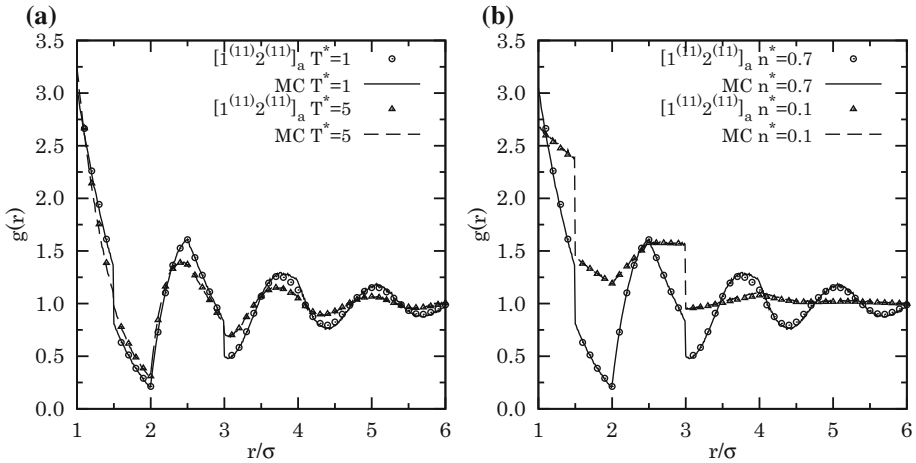 (a)
3.5
3.0
2.5
2.0
1.5
1.0
0.5
0.0
g(r)
1 2 3 4 5 6
r/σ
[1(11)2(11)]a T*=1
MC T*=1
[1(11)2(11)]a T*=5
MC T*=5
(b)
3.5
3.0
2.5
2.0
1.5
1.0
0.5
0.0
g(r)
1 2 3 4 5 6
r/σ
[1(11)2(11)]a n*=0.7
MC n*=0.7
[1(11)2(11)]a n*=0.1
MC n*=0.1